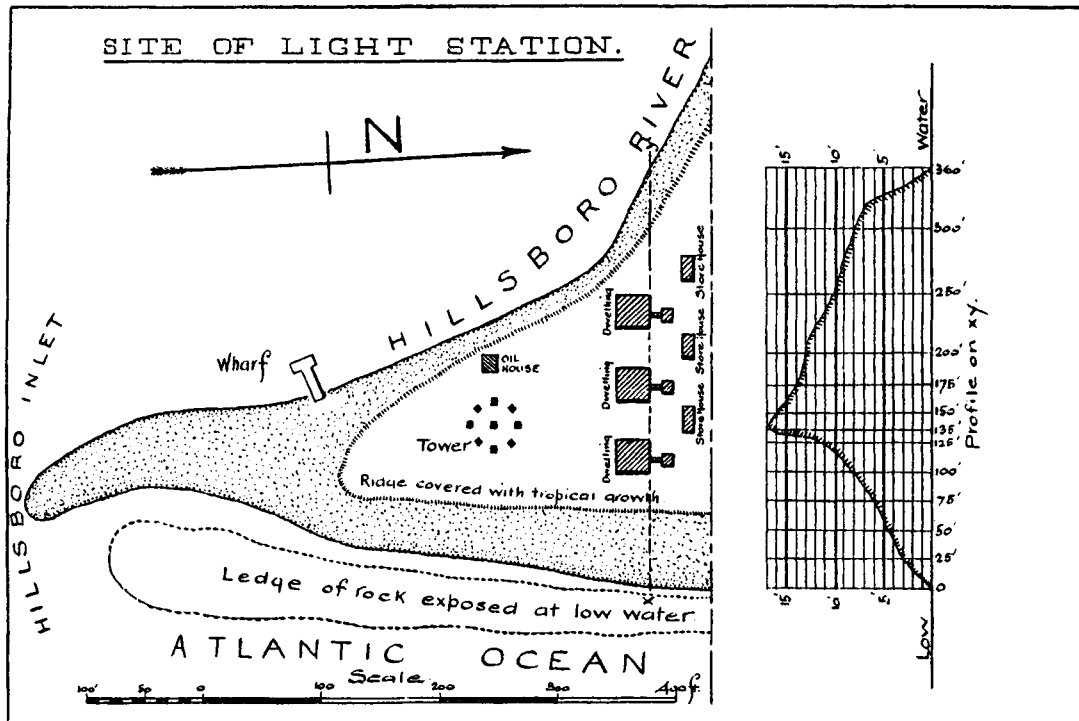 SITE OF LIGHT STATION.
N
HILLSBORO RIVER
HILLSBORO INLET
Wharf
OIL
HOUSE
Tower
Dwelling
Dwelling
Dwelling
Store House
Store House
Store House
Ridge covered with tropical growth
y
x
Ledge of rock exposed at low water
ATLANTIC OCEAN
Scale
100' 50 0 100 200 300 400 ft.
15' 10' 5'
Water
360'
300'
250'
200'
175'
150'
135'
125'
100'
75'
50'
25'
0
15' 10' 5'
Low
Profile on xy.